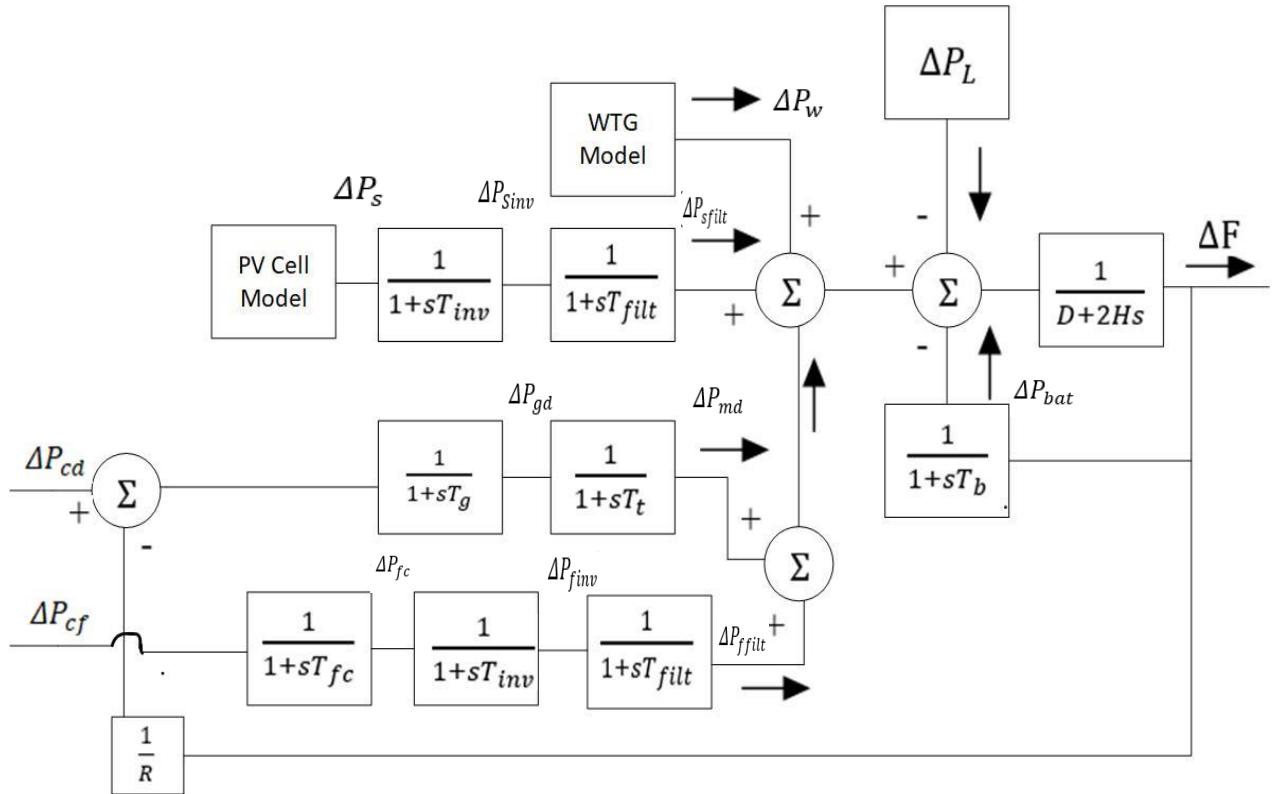 ΔP_L
WTG
Model
ΔP_w
ΔP_s
ΔP_Sinv
ΔP_sfilt
+
-
ΔF
PV Cell
Model
1
1+sT_inv
1
1+sT_filt
+
Σ
+
Σ
1
D+2Hs
-
ΔP_gd
ΔP_md
ΔP_bat
ΔP_cd
+
Σ
-
1
1+sT_g
1
1+sT_t
1
1+sT_b
+
Σ
ΔP_fc
ΔP_finv
ΔP_cf
1
1+sT_fc
1
1+sT_inv
1
1+sT_filt
ΔP_ffilt
+
1
R